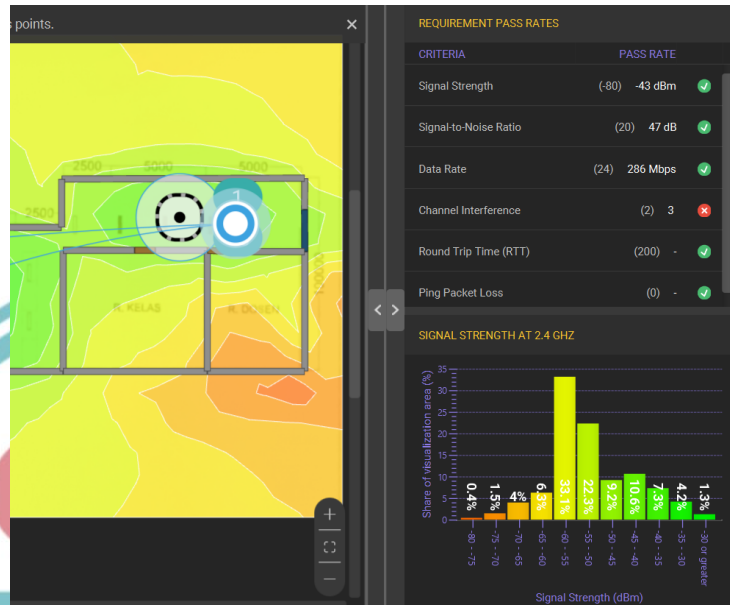 points.
2500 5000 5000
2500
1
R. KELAS
R. DOSEN
REQUIREMENT PASS RATES
CRITERIA PASS RATE
Signal Strength (-80) -43 dBm
Signal-to-Noise Ratio (20) 47 dB
Data Rate (24) 286 Mbps
Channel Interference (2) 3
Round Trip Time (RTT) (200) -
Ping Packet Loss (0) -
SIGNAL STRENGTH AT 2.4 GHZ
Share of visualization area (%)
35
30
25
20
15
10
5
0
0.4% 1.5% 4% 6.3% 33.1% 22.3% 9.2% 10.6% 7.3% 4.2% 1.3%
-80 - -75 -75 - -70 -70 - -65 -65 - -60 -60 - -55 -55 - -50 -50 - -45 -45 - -40 -40 - -35 -35 - -30 -30 or greater
Signal Strength (dBm)